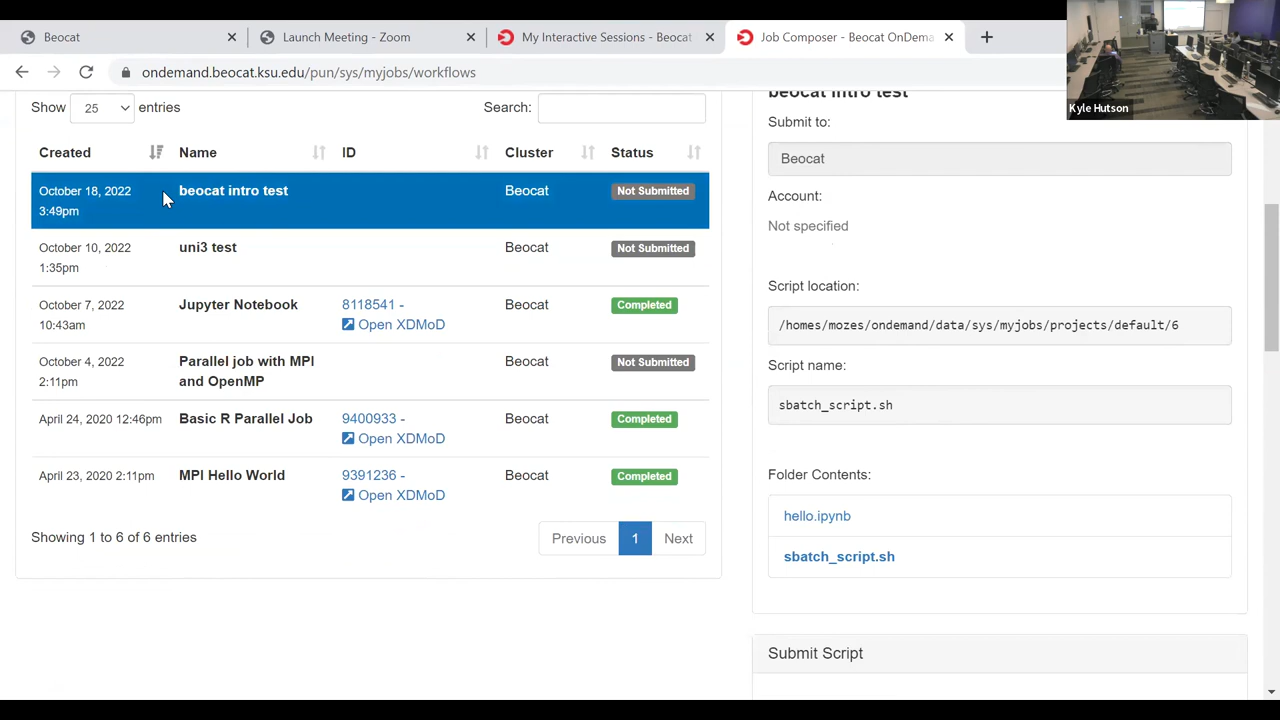 Beocat
Launch Meeting - Zoom
My Interactive Sessions - Beocat
Job Composer - Beocat OnDema
ondemand.beocat.ksu.edu/pun/sys/myjobs/workflows
Kyle Hutson
Show 25 entries
Search:
Created Name ID Cluster Status
October 18, 2022 3:49pm beocat intro test Beocat Not Submitted
October 10, 2022 1:35pm uni3 test Beocat Not Submitted
October 7, 2022 10:43am Jupyter Notebook 8118541 - Open XDMoD Beocat Completed
October 4, 2022 2:11pm Parallel job with MPI and OpenMP Beocat Not Submitted
April 24, 2020 12:46pm Basic R Parallel Job 9400933 - Open XDMoD Beocat Completed
April 23, 2020 2:11pm MPI Hello World 9391236 - Open XDMoD Beocat Completed
Showing 1 to 6 of 6 entries
Previous 1 Next
beocat intro test
Submit to:
Beocat
Account:
Not specified
Script location:
/homes/mozes/ondemand/data/sys/myjobs/projects/default/6
Script name:
sbatch_script.sh
Folder Contents:
hello.ipynb
sbatch_script.sh
Submit Script